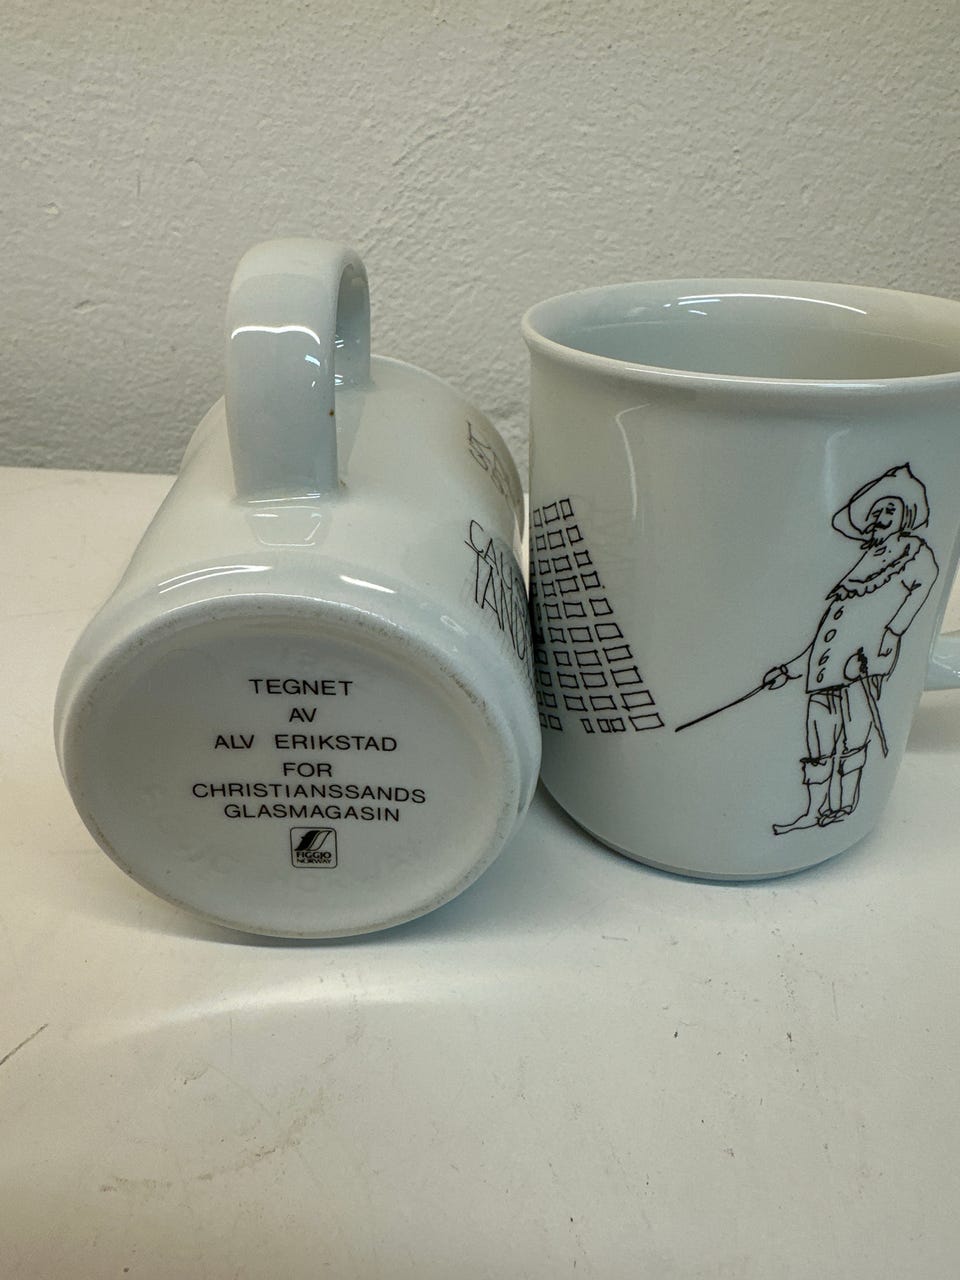 TEGNET
AV
ALV ERIKSTAD
FOR
CHRISTIANSSANDS
GLASMAGASIN
FIGGJO
NORWAY